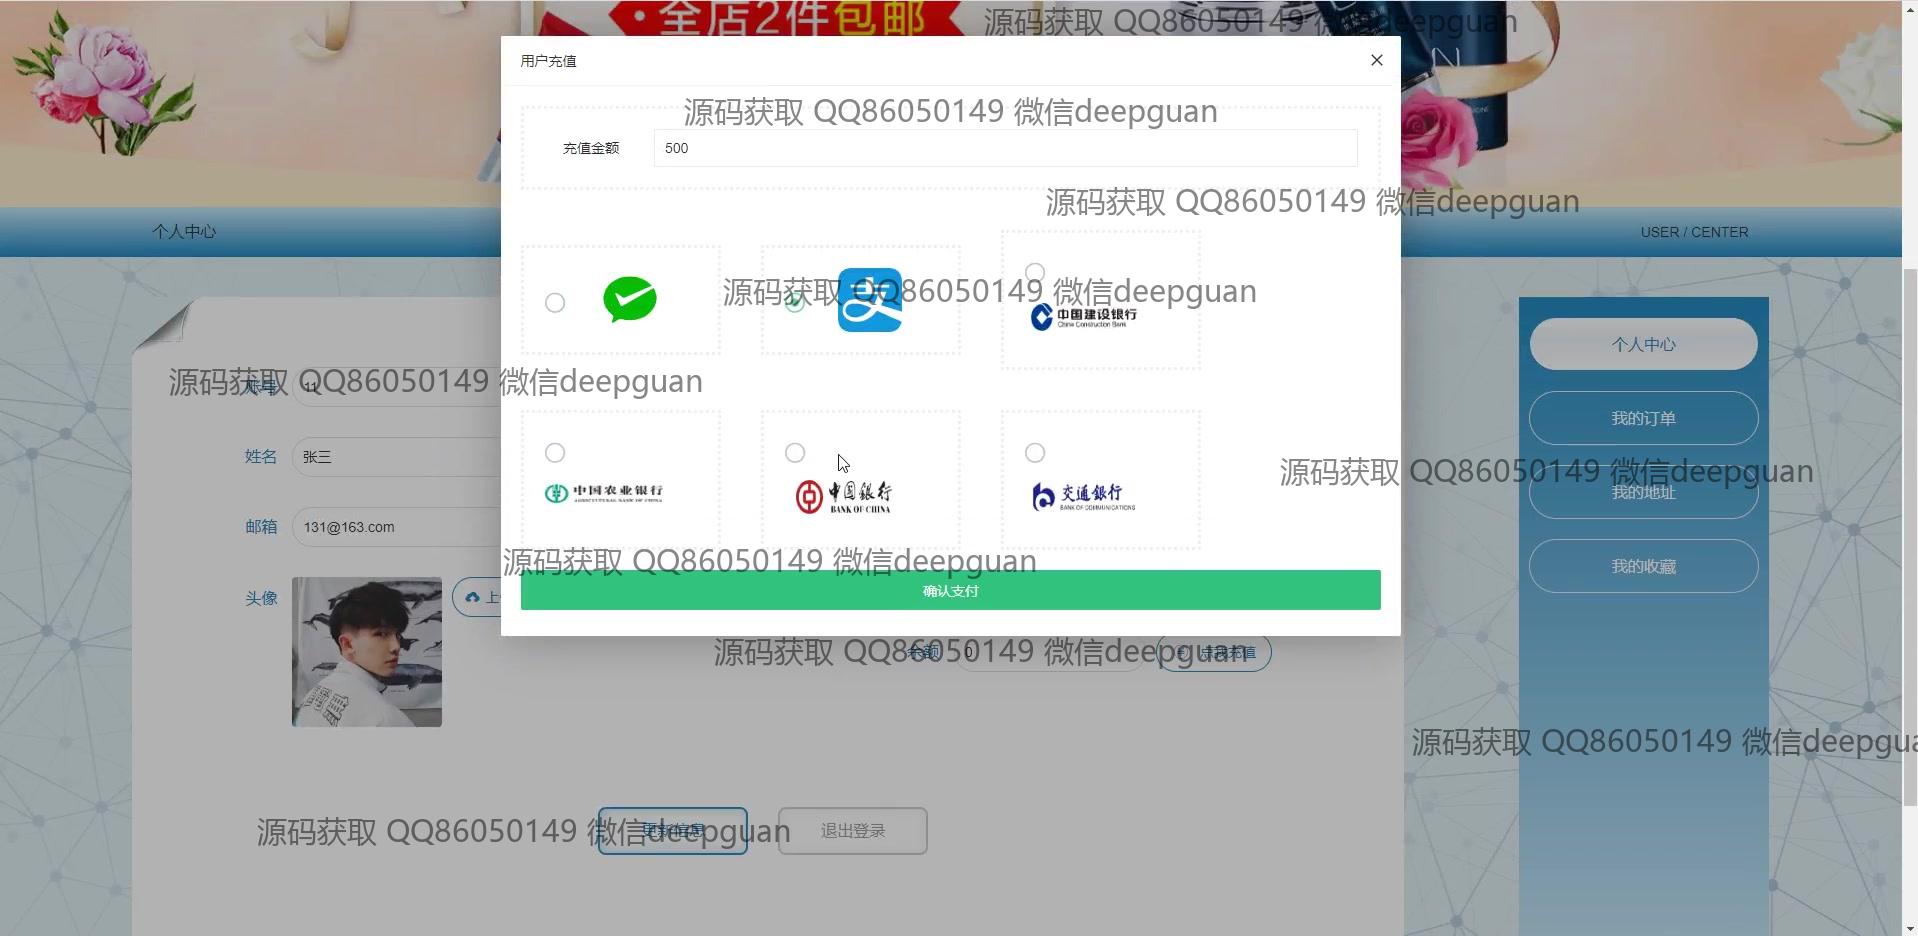 •全店2件包邮
源码获取 QQ86050149 微信deepguan
用户充值
源码获取 QQ86050149 微信deepguan
充值金额 500
源码获取 QQ86050149 微信deepguan
个人中心
USER / CENTER
源码获取 QQ86050149 微信deepguan
中国建设银行
China Construction Bank
个人中心
源码获取 QQ86050149 微信deepguan
账号 11
我的订单
姓名 张三
源码获取 QQ86050149 微信deepguan
我的地址
中国农业银行
AGRICULTURAL BANK OF CHINA
中国银行
BANK OF CHINA
交通银行
BANK OF COMMUNICATIONS
邮箱 131@163.com
源码获取 QQ86050149 微信deepguan
我的收藏
确认支付
头像
上
源码获取 QQ86050149 微信deepguan
余额 0
点我充值
源码获取 QQ86050149 微信deepgua
源码获取 QQ86050149 微信deepguan
更新信息
退出登录